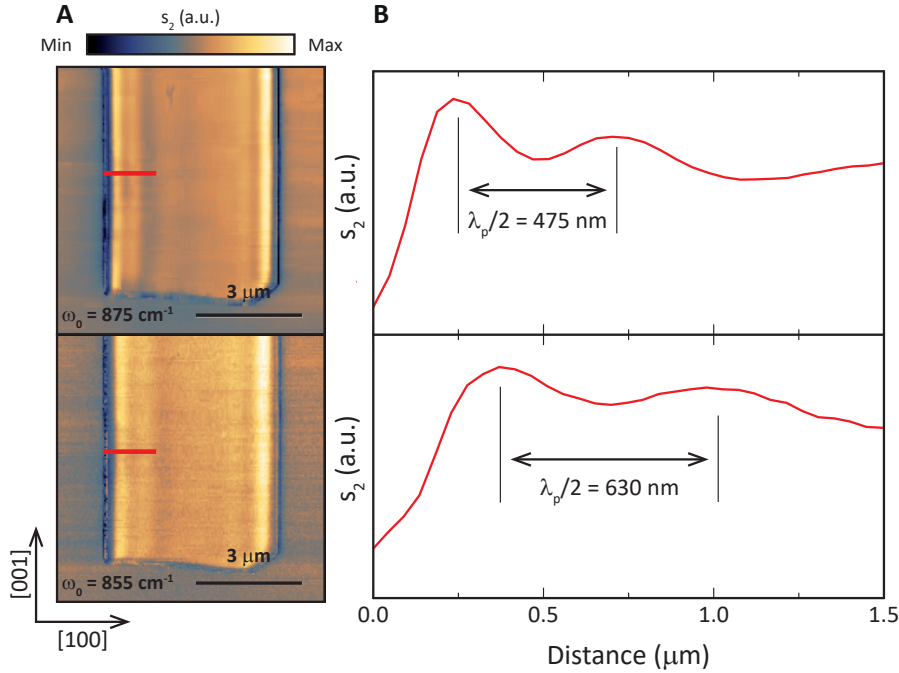 A
B
s₂ (a.u.)
Min
Max
3 μm
ω₀ = 875 cm⁻¹
3 μm
ω₀ = 855 cm⁻¹
[001]
[100]
s₂ (a.u.)
λₚ/2 = 475 nm
s₂ (a.u.)
λₚ/2 = 630 nm
0.0
0.5
1.0
1.5
Distance (μm)